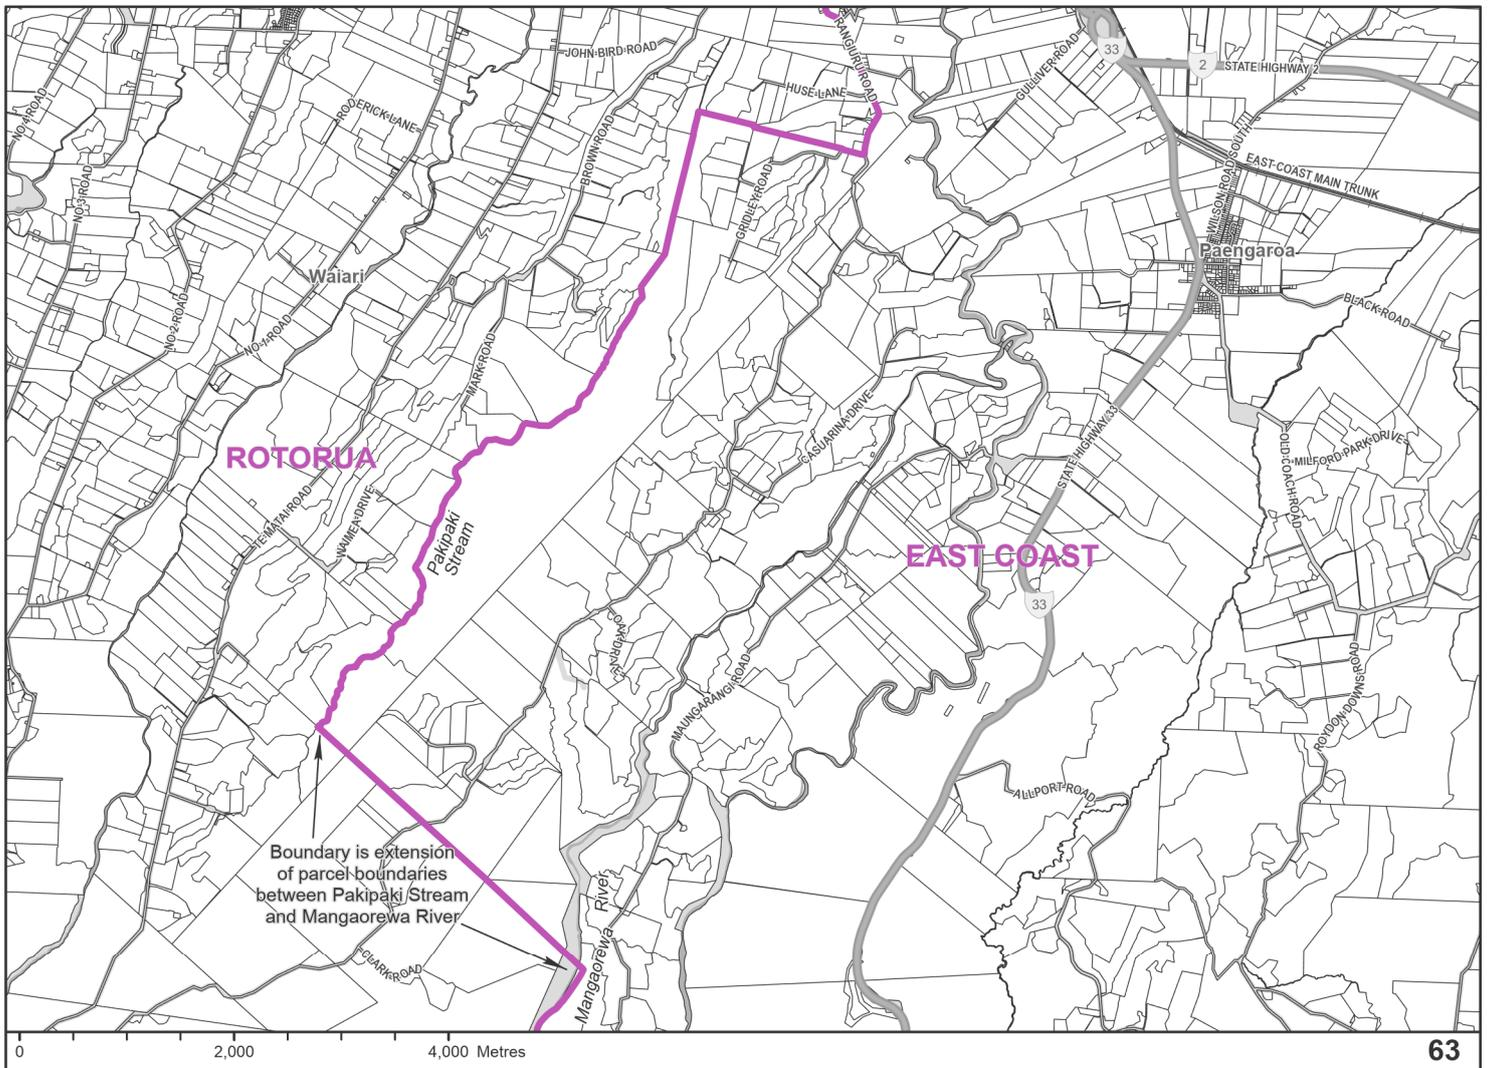 JOHN BIRD ROAD
RANGIURU ROAD
33
2
STATE HIGHWAY 2
GULLIVER ROAD
HUSE LANE
NO 4 ROAD
RODERICK LANE
BROWN ROAD
WILSON ROAD SOUTH
EAST COAST MAIN TRUNK
NO 3 ROAD
GRIDLEY ROAD
Waiari
Paengaroa
NO 2 ROAD
NO 1 ROAD
BLACK ROAD
MARK ROAD
CASUARINA DRIVE
STATE HIGHWAY 33
ROTORUA
OLD COACH ROAD
MILFORD PARK DRIVE
TE MATAI ROAD
WAIMEA DRIVE
Pakipaki
Stream
EAST COAST
33
OAK DRIVE
MAUNGARANGI ROAD
ROYDON DOWNS ROAD
ALLPORT ROAD
Boundary is extension
of parcel boundaries
between Pakipaki Stream
and Mangaorewa River
Mangaorewa River
CLARK ROAD
0 2,000 4,000 Metres
63